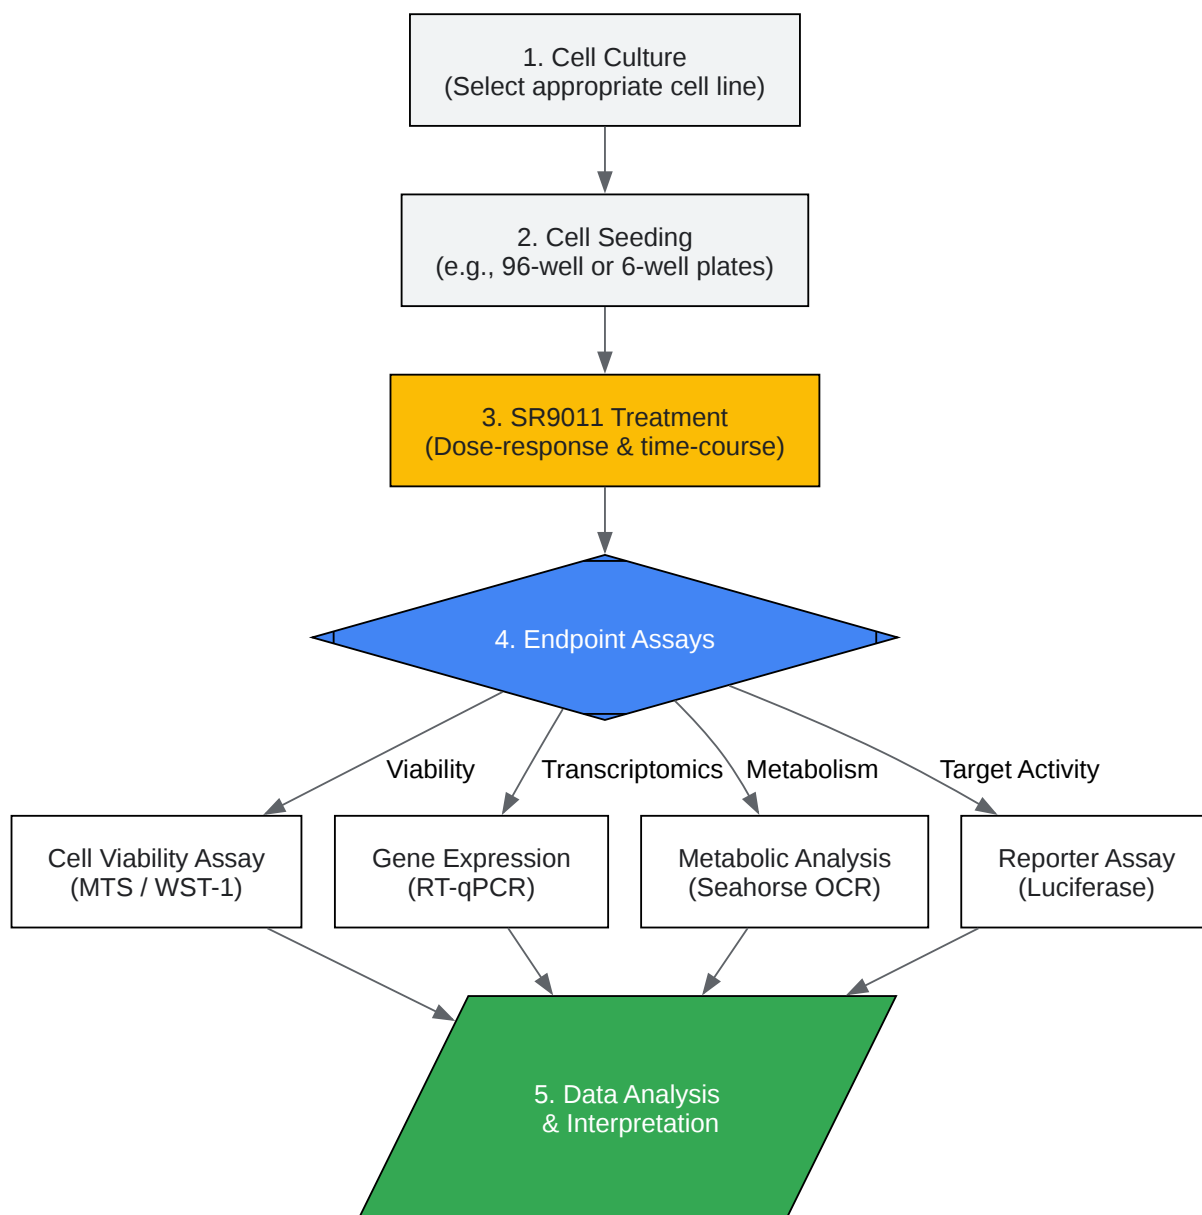 1. Cell Culture
(Select appropriate cell line)
2. Cell Seeding
(e.g., 96-well or 6-well plates)
3. SR9011 Treatment
(Dose-response & time-course)
4. Endpoint Assays
Viability
Transcriptomics
Metabolism
Target Activity
Cell Viability Assay
(MTS / WST-1)
Gene Expression
(RT-qPCR)
Metabolic Analysis
(Seahorse OCR)
Reporter Assay
(Luciferase)
5. Data Analysis
& Interpretation